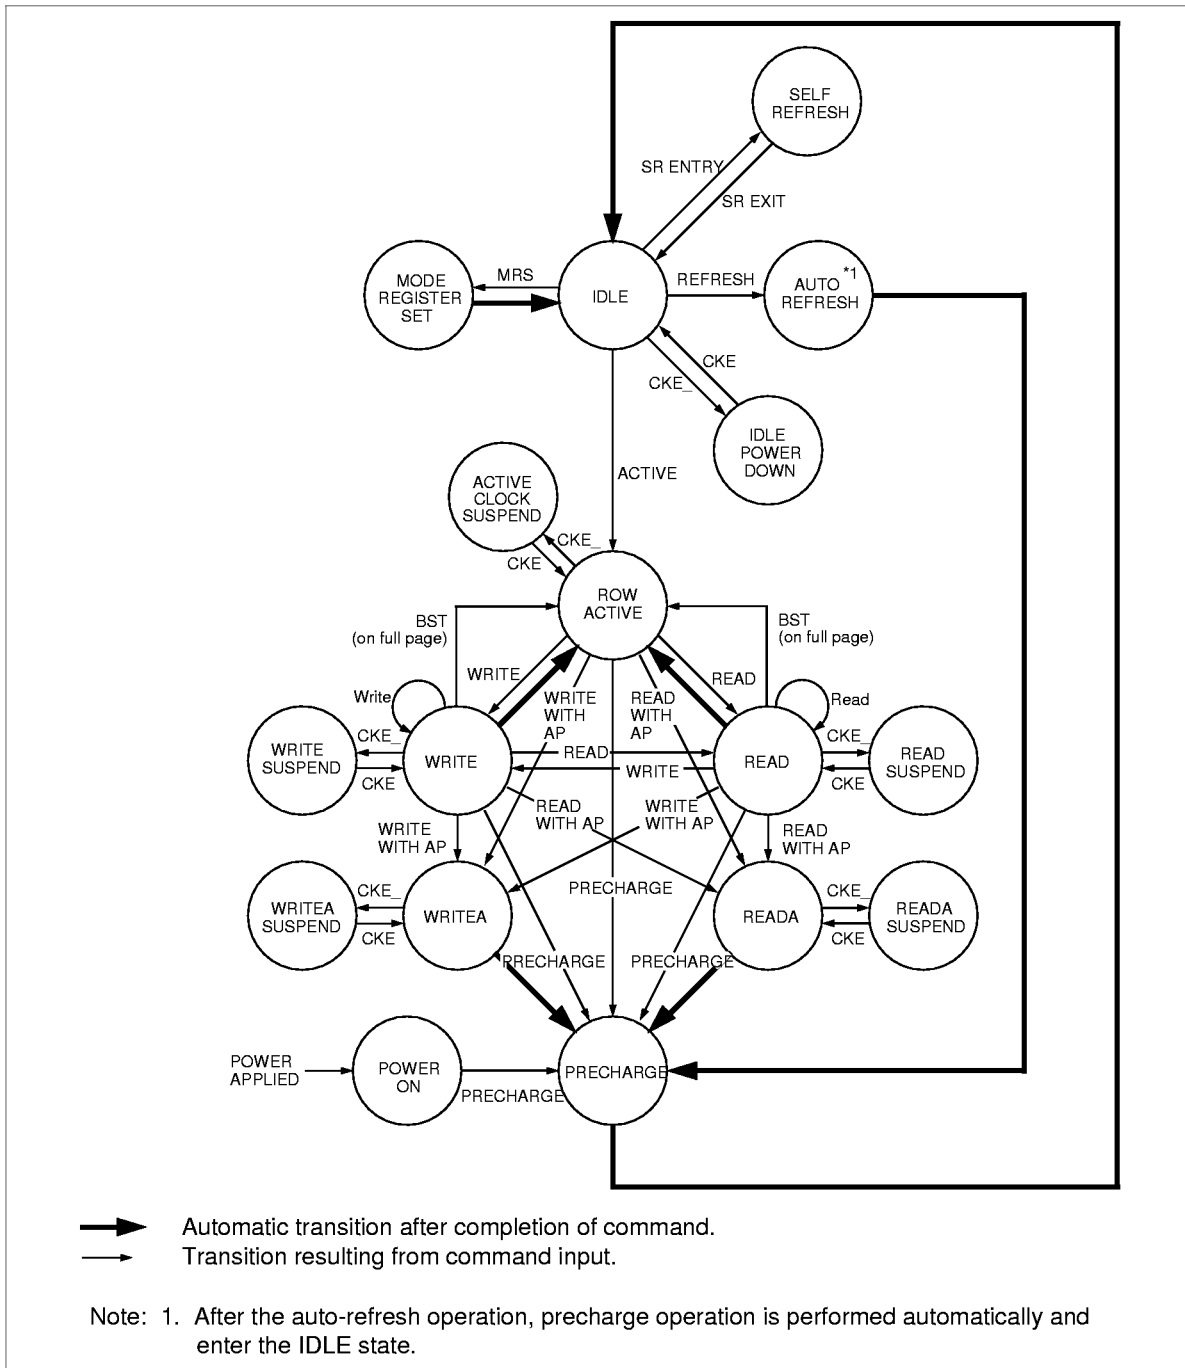 SELF
REFRESH
SR ENTRY
SR EXIT
MODE
REGISTER
SET
MRS
IDLE
REFRESH
*1
AUTO
REFRESH
CKE
CKE_
IDLE
POWER
DOWN
ACTIVE
ACTIVE
CLOCK
SUSPEND
CKE_
CKE
ROW
ACTIVE
BST
(on full page)
BST
(on full page)
WRITE
READ
Write
WRITE
WITH
AP
READ
WITH
AP
Read
WRITE
SUSPEND
CKE_
CKE
WRITE
READ
WRITE
READ
CKE_
CKE
READ
SUSPEND
READ
WITH AP
WRITE
WITH AP
WRITE
WITH AP
READ
WITH AP
PRECHARGE
WRITEA
SUSPEND
CKE_
CKE
WRITEA
READA
CKE_
CKE
READA
SUSPEND
PRECHARGE
PRECHARGE
POWER
APPLIED
POWER
ON
PRECHARGE
PRECHARGE
Automatic transition after completion of command.
Transition resulting from command input.
Note: 1. After the auto-refresh operation, precharge operation is performed automatically and
enter the IDLE state.